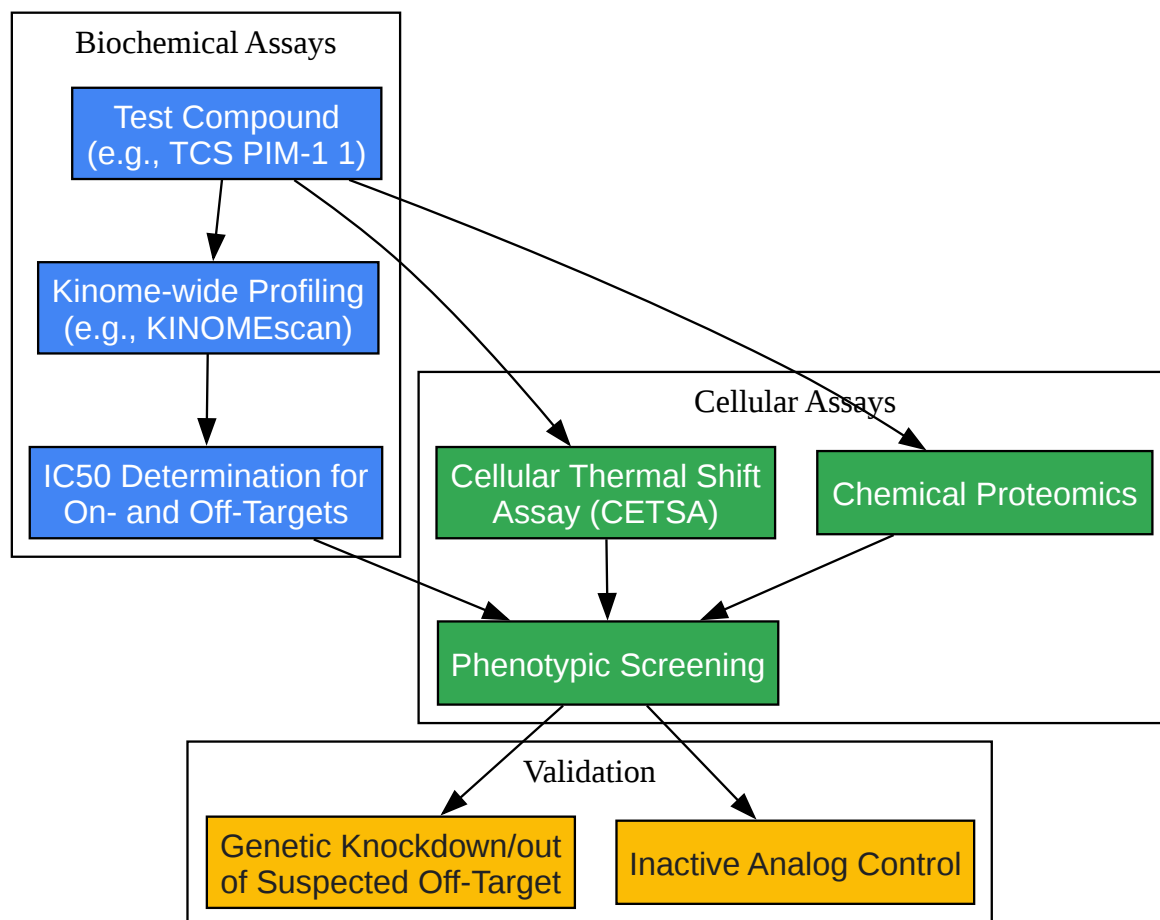 Biochemical Assays
Test Compound
(e.g., TCS PIM-1 1)
Kinome-wide Profiling
(e.g., KINOMEscan)
IC50 Determination for
On- and Off-Targets
Cellular Assays
Cellular Thermal Shift
Assay (CETSA)
Chemical Proteomics
Phenotypic Screening
Validation
Genetic Knockdown/out
of Suspected Off-Target
Inactive Analog Control